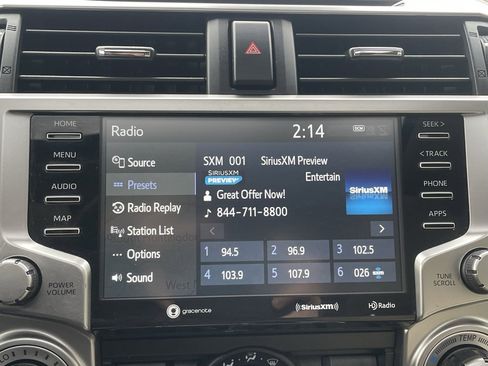 HOME
MENU
AUDIO
MAP
POWER
VOLUME
Radio
2:14
DCM
Source
Presets
Radio Replay
Station List
Options
Sound
SXM 001 SiriusXM Preview
SIRIUSXM
PREVIEW
Entertain
Great Offer Now!
844-711-8800
SiriusXM
1 94.5
2 96.9
3 102.5
4 103.9
5 107.9
6 026
gracenote
(SiriusXM)
HD Radio
SEEK >
< TRACK
PHONE
APPS
TUNE
SCROLL
TEMP